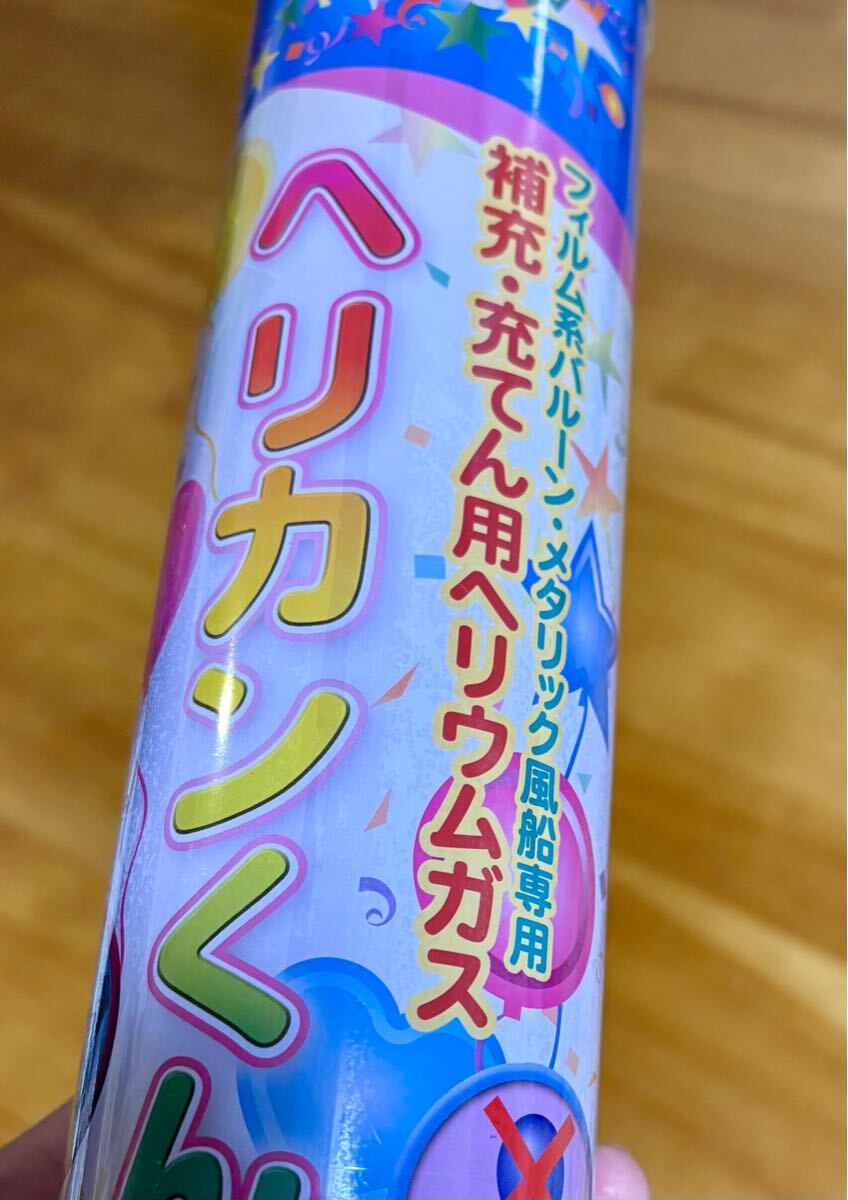 フィルム系バルーン・メタリック風船専用
補充・充てん用ヘリウムガス
ヘリカンくん